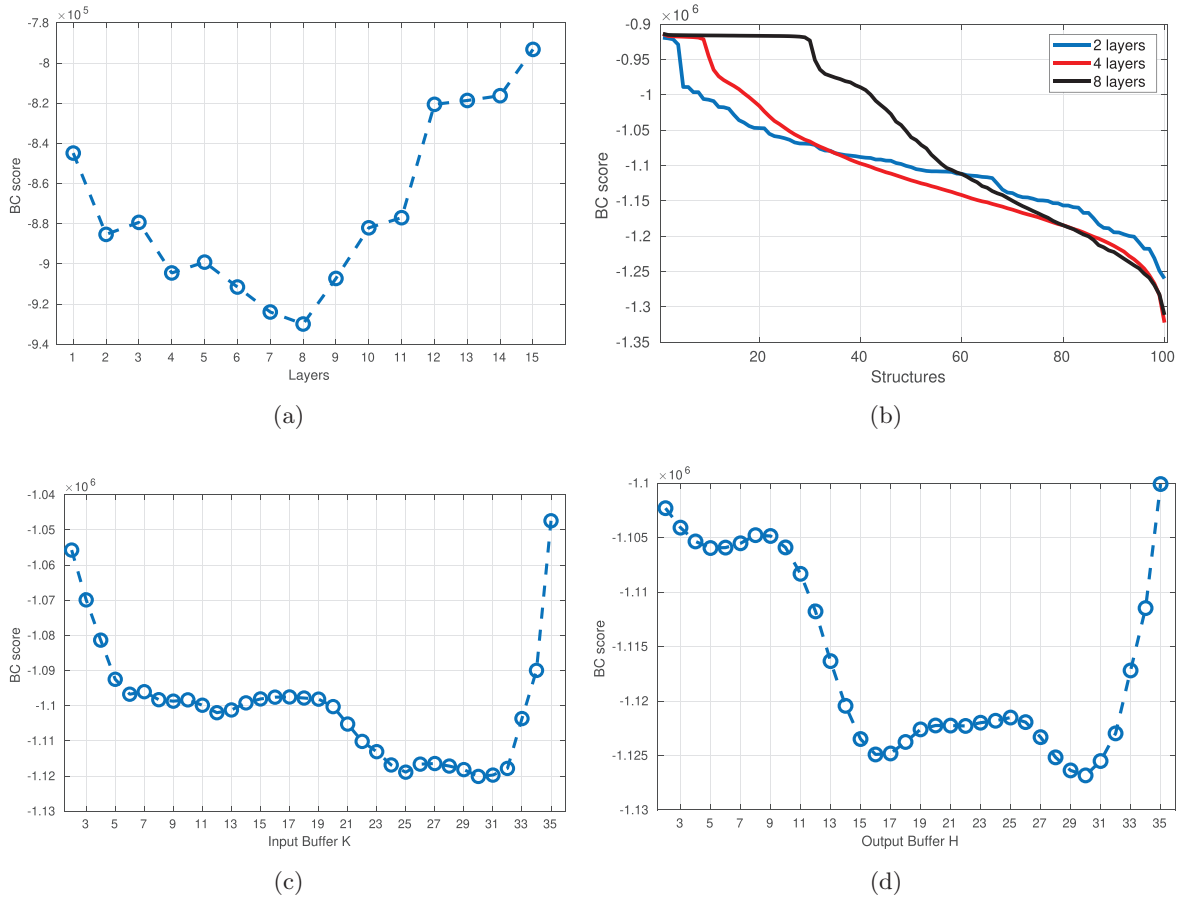 ×10^5
-7.8
-8
-8.2
-8.4
-8.6
-8.8
-9
-9.2
-9.4
BC score
1 2 3 4 5 6 7 8 9 10 11 12 13 14 15
Layers
(a)
×10^6
-0.9
-0.95
-1
-1.05
-1.1
-1.15
-1.2
-1.25
-1.3
-1.35
BC score
2 layers
4 layers
8 layers
20 40 60 80 100
Structures
(b)
×10^6
-1.04
-1.05
-1.06
-1.07
-1.08
-1.09
-1.1
-1.11
-1.12
-1.13
BC score
3 5 7 9 11 13 15 17 19 21 23 25 27 29 31 33 35
Input Buffer K
(c)
×10^6
-1.1
-1.105
-1.11
-1.115
-1.12
-1.125
-1.13
BC score
3 5 7 9 11 13 15 17 19 21 23 25 27 29 31 33 35
Output Buffer H
(d)